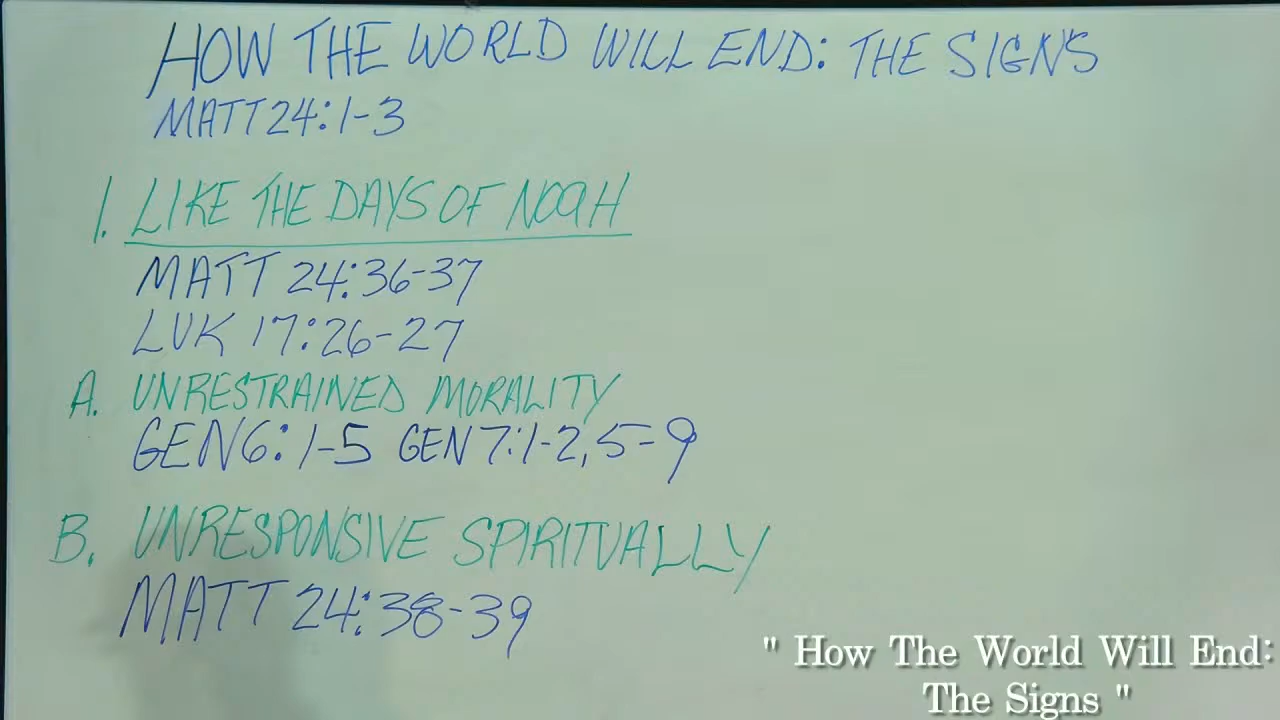 HOW THE WORLD WILL END: THE SIGNS
MATT 24:1-3
1. LIKE THE DAYS OF NOAH
MATT 24:36-37
LUK 17:26-27
A. UNRESTRAINED MORALITY
GEN 6:1-5 GEN 7:1-2,5-9
B. UNRESPONSIVE SPIRITUALLY
MATT 24:38-39
" How The World Will End:
The Signs "